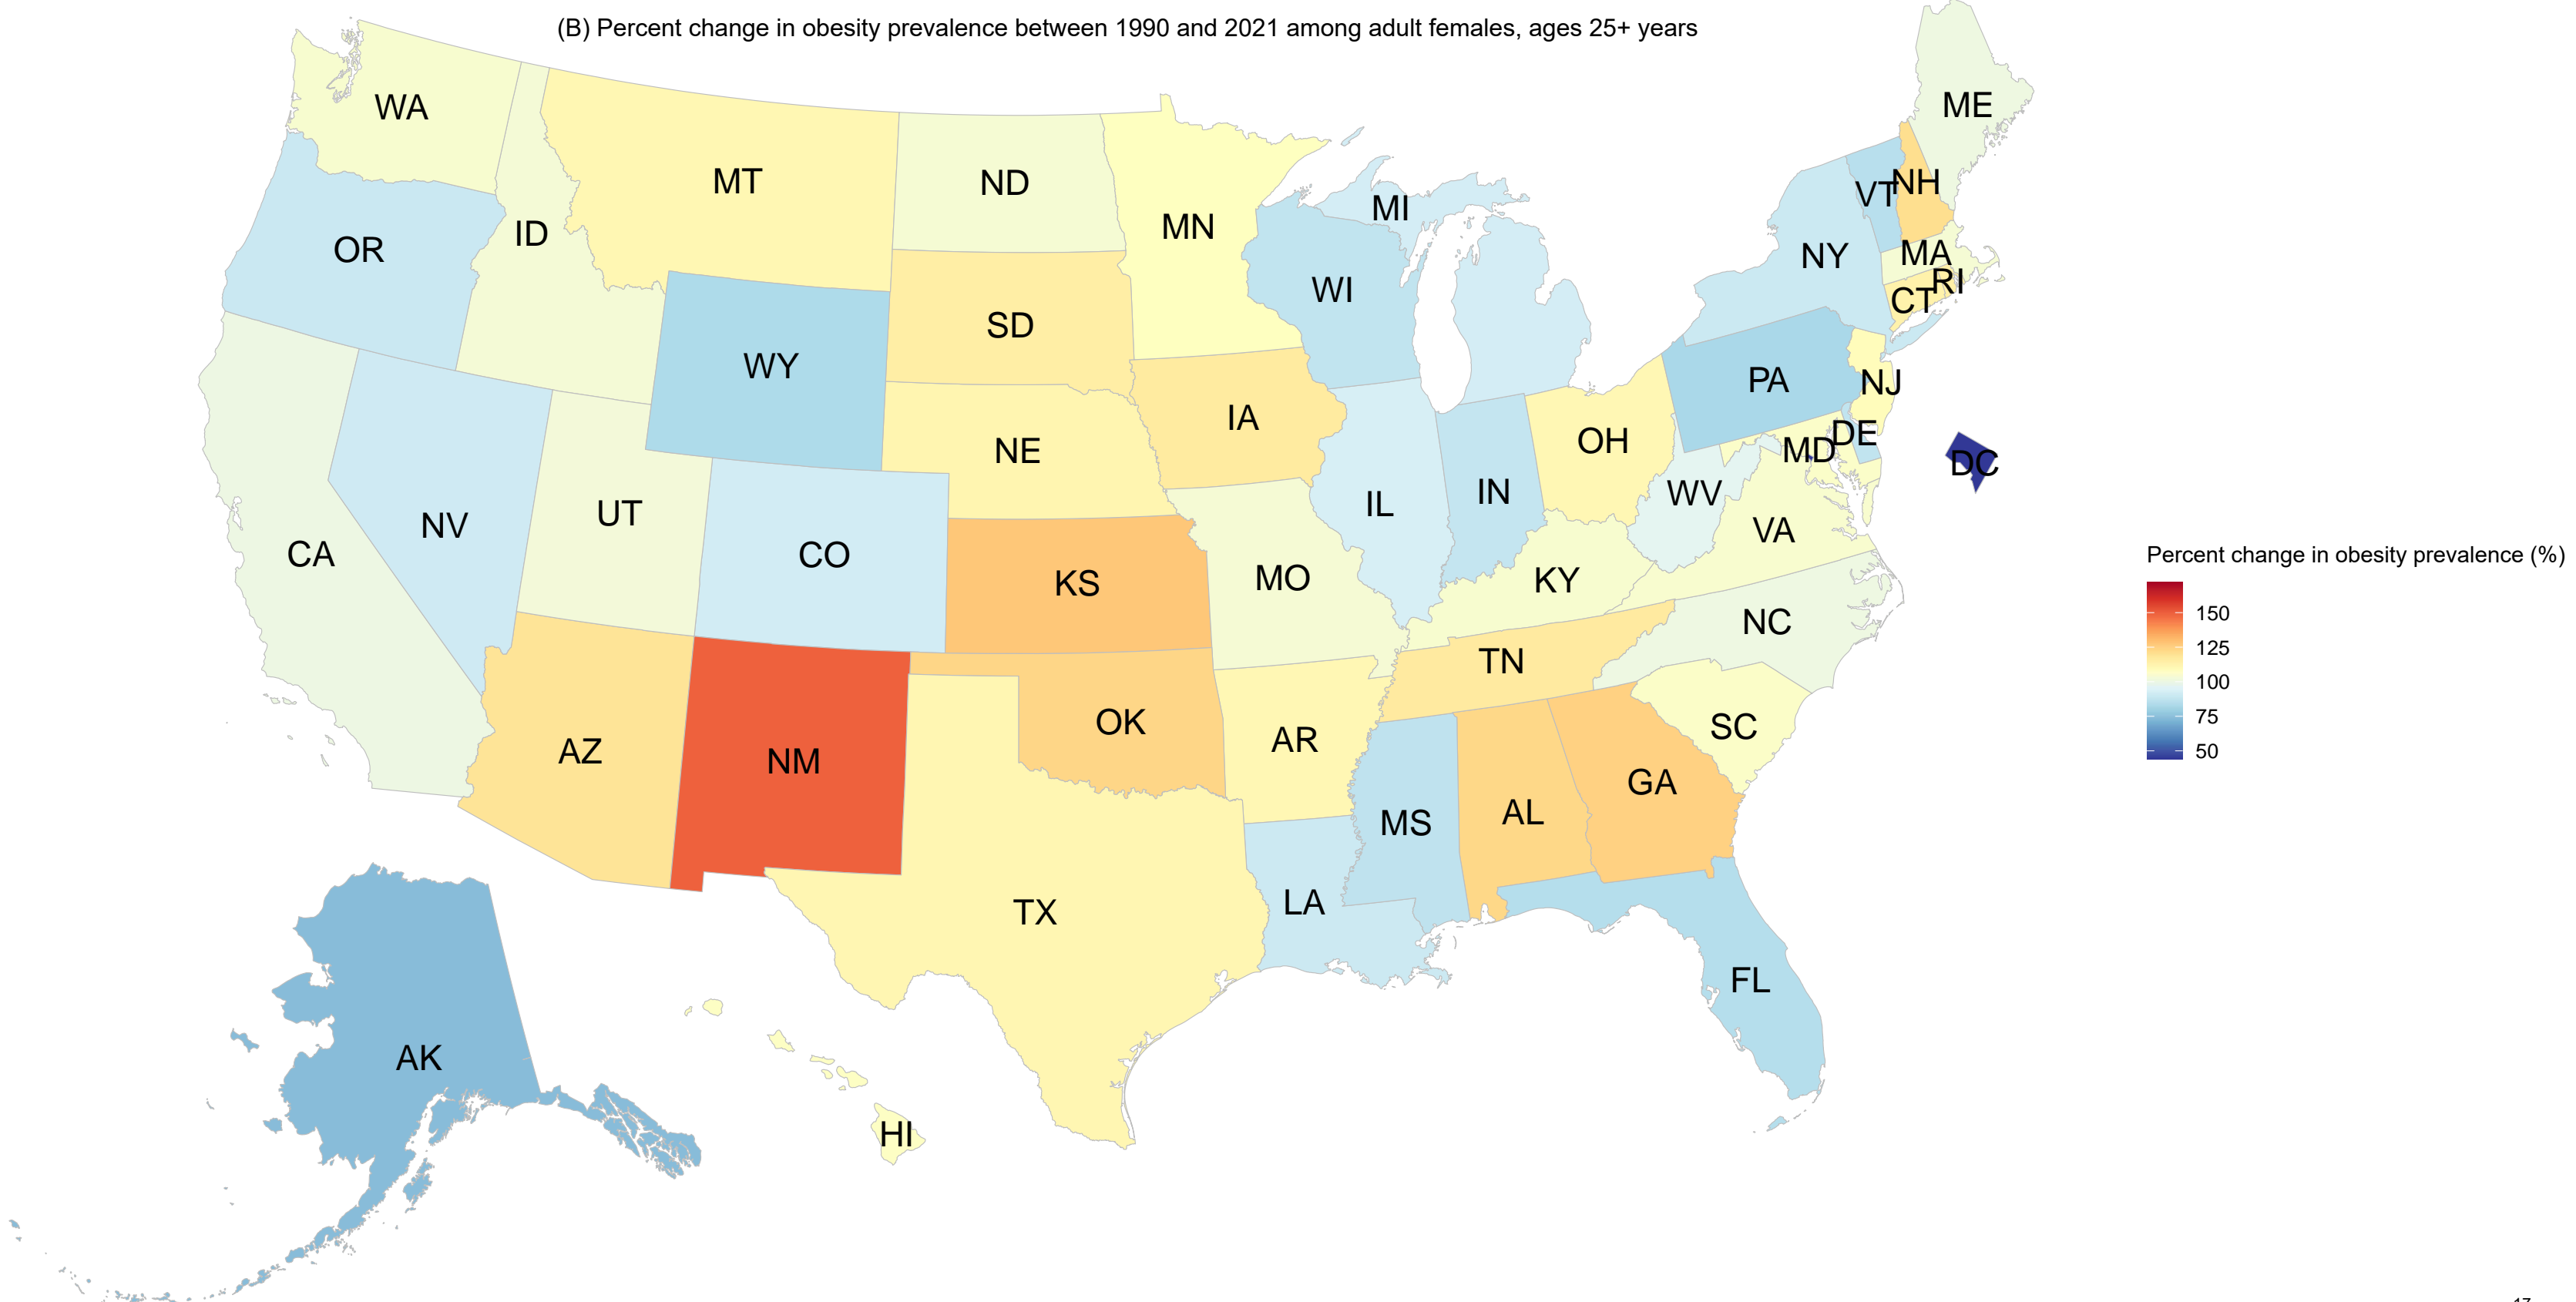 (B) Percent change in obesity prevalence between 1990 and 2021 among adult females, ages 25+ years
WA
ME
MT
ND
NH
VT
MI
MN
ID
OR
NY
MA
RI
WI
CT
SD
WY
PA
NJ
IA
DE
OH
MD
NE
DC
IN
WV
IL
UT
NV
VA
CA
CO
Percent change in obesity prevalence (%)
MO
KY
KS
150
NC
125
TN
100
75
50
OK
SC
AR
AZ
NM
GA
AL
MS
LA
TX
FL
AK
HI